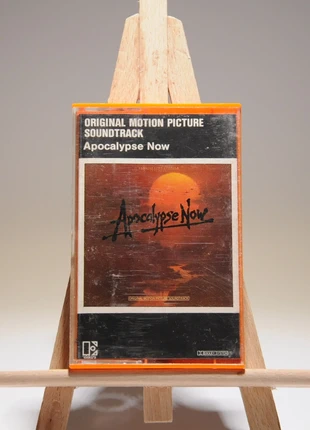 ORIGINAL MOTION PICTURE
SOUNDTRACK
Apocalypse Now
Apocalypse Now